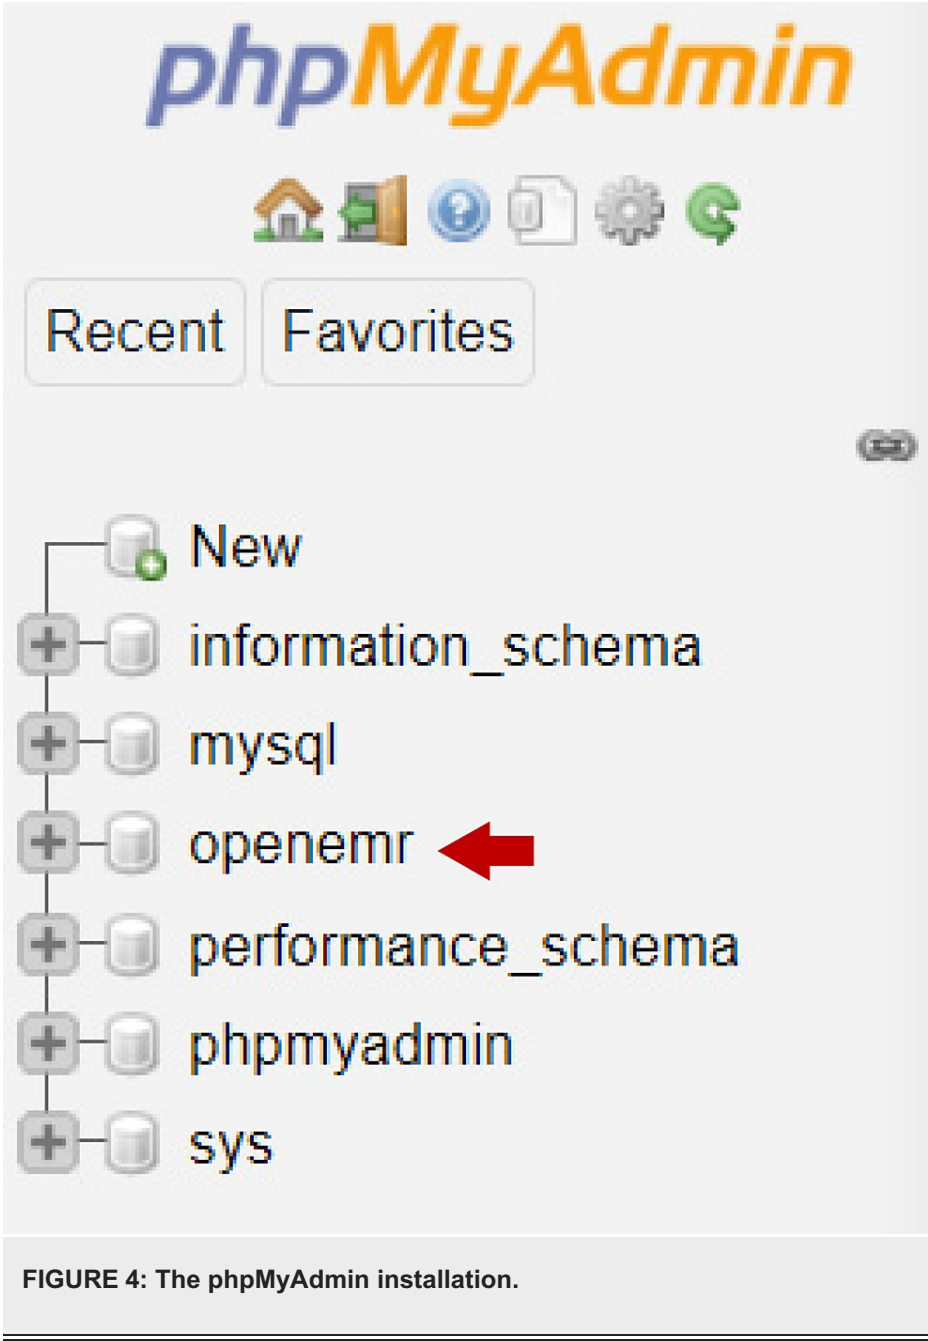 phpMyAdmin
Recent Favorites
New
information_schema
mysql
openemr
performance_schema
phpmyadmin
sys
FIGURE 4: The phpMyAdmin installation.